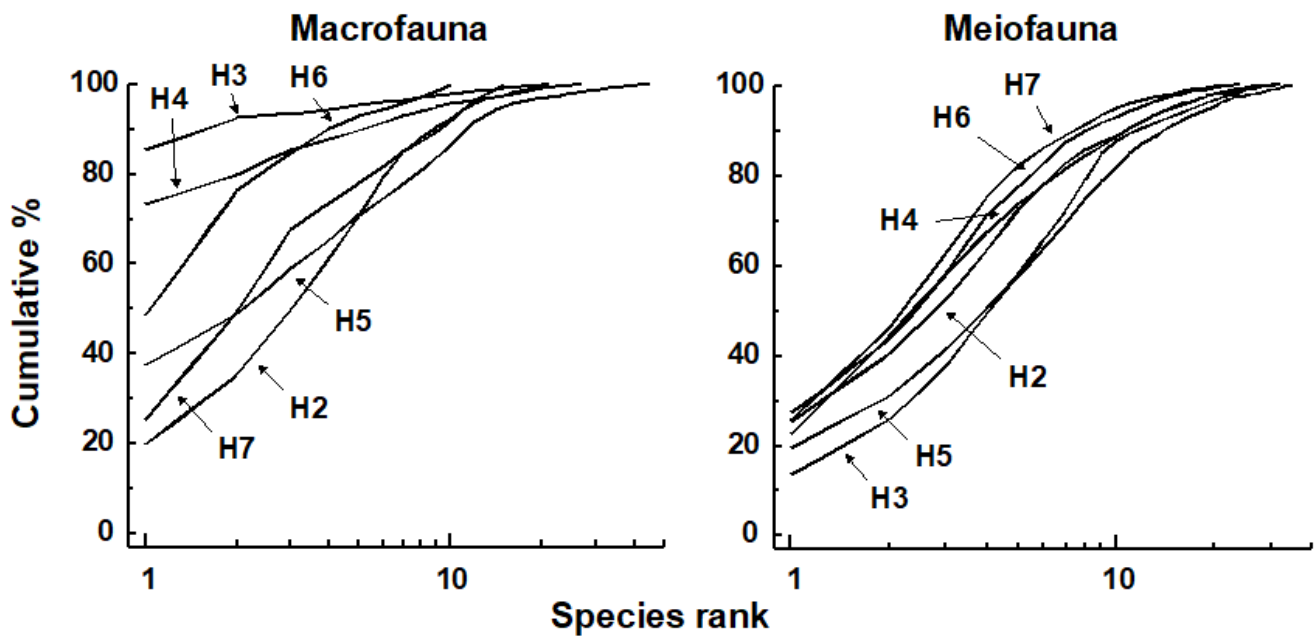 Macrofauna
Meiofauna
Cumulative %
100
80
60
40
20
0
1
10
H3
H6
H4
H5
H2
H7
100
80
60
40
20
0
1
10
H7
H6
H4
H2
H5
H3
Species rank